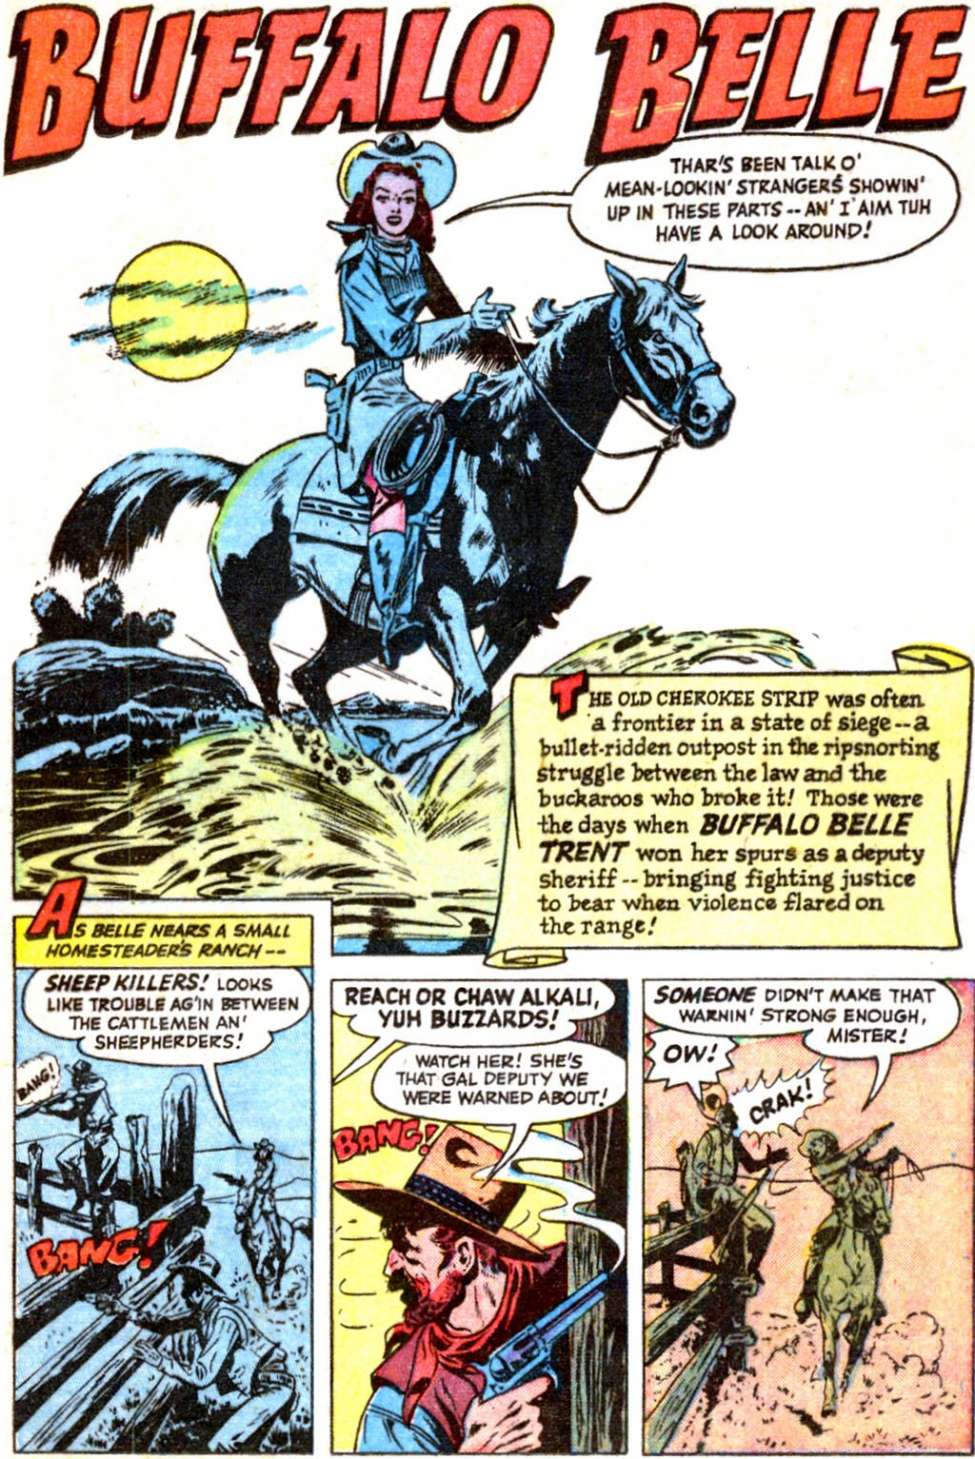 BUFFALO BELLE
THAR'S BEEN TALK O'
MEAN-LOOKIN' STRANGERS SHOWIN'
UP IN THESE PARTS -- AN' I AIM TUH
HAVE A LOOK AROUND!
THE OLD CHEROKEE STRIP was often
a frontier in a state of siege -- a
bullet-ridden outpost in the ripsnorting
struggle between the law and the
buckaroos who broke it! Those were
the days when BUFFALO BELLE
TRENT won her spurs as a deputy
sheriff -- bringing fighting justice
to bear when violence flared on
the range!
AS BELLE NEARS A SMALL
HOMESTEADER'S RANCH --
SHEEP KILLERS! LOOKS
LIKE TROUBLE AG'IN BETWEEN
THE CATTLEMEN AN'
SHEEPHERDERS!
BANG!
BANG!
REACH OR CHAW ALKALI,
YUH BUZZARDS!
WATCH HER! SHE'S
THAT GAL DEPUTY WE
WERE WARNED ABOUT!
BANG!
SOMEONE DIDN'T MAKE THAT
WARNIN' STRONG ENOUGH,
MISTER!
OW!
CRAK!